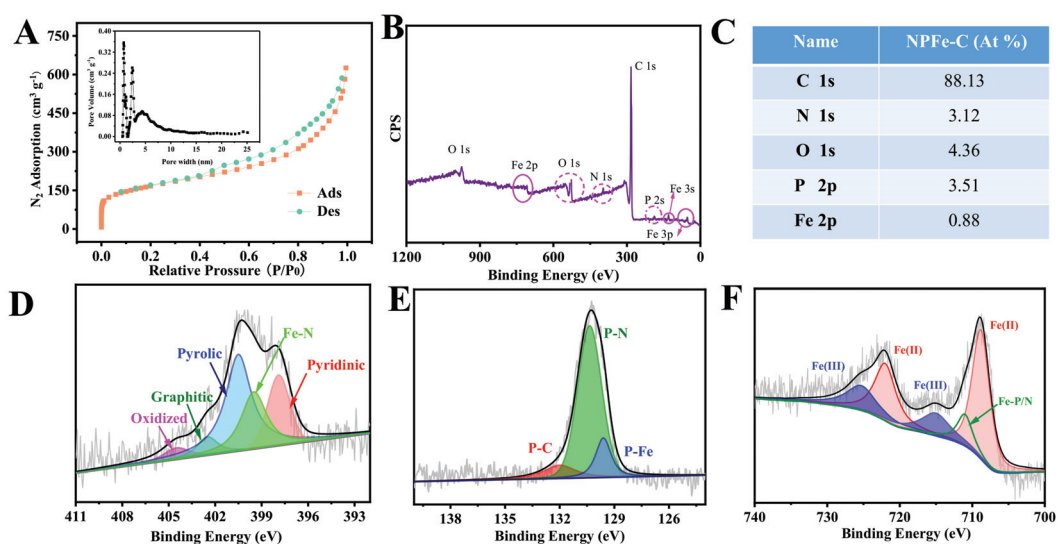 A
750
600
450
300
150
0
N₂ Adsorption (cm³ g⁻¹)
0.0 0.2 0.4 0.6 0.8 1.0
Relative Pressure (P/P₀)
Ads
Des
0.40
0.32
0.24
0.16
0.08
0.00
Pore Volume (cm³ g⁻¹)
0 5 10 15 20 25
Pore width (nm)
B
CPS
C 1s
O 1s
Fe 2p
O 1s
N 1s
P 2s
Fe 3s
Fe 3p
1200 900 600 300 0
Binding Energy (eV)
C
Name NPFe-C (At %)
C 1s 88.13
N 1s 3.12
O 1s 4.36
P 2p 3.51
Fe 2p 0.88
D
Fe-N
Pyrolic
Pyridinic
Graphitic
Oxidized
411 408 405 402 399 396 392
Binding Energy (eV)
E
P-N
P-C
P-Fe
138 135 132 129 126
Binding Energy (eV)
F
Fe(II)
Fe(II)
Fe(III)
Fe(III)
Fe-P/N
740 730 720 710 700
Binding Energy (eV)